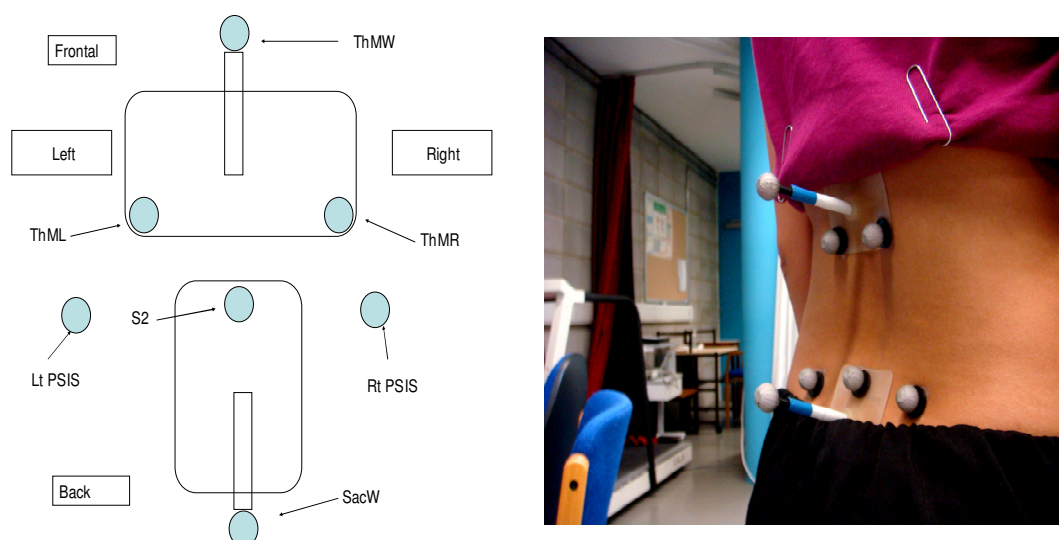 ThMW
Frontal
Left
Right
ThML
ThMR
S2
Lt PSIS
Rt PSIS
Back
SacW